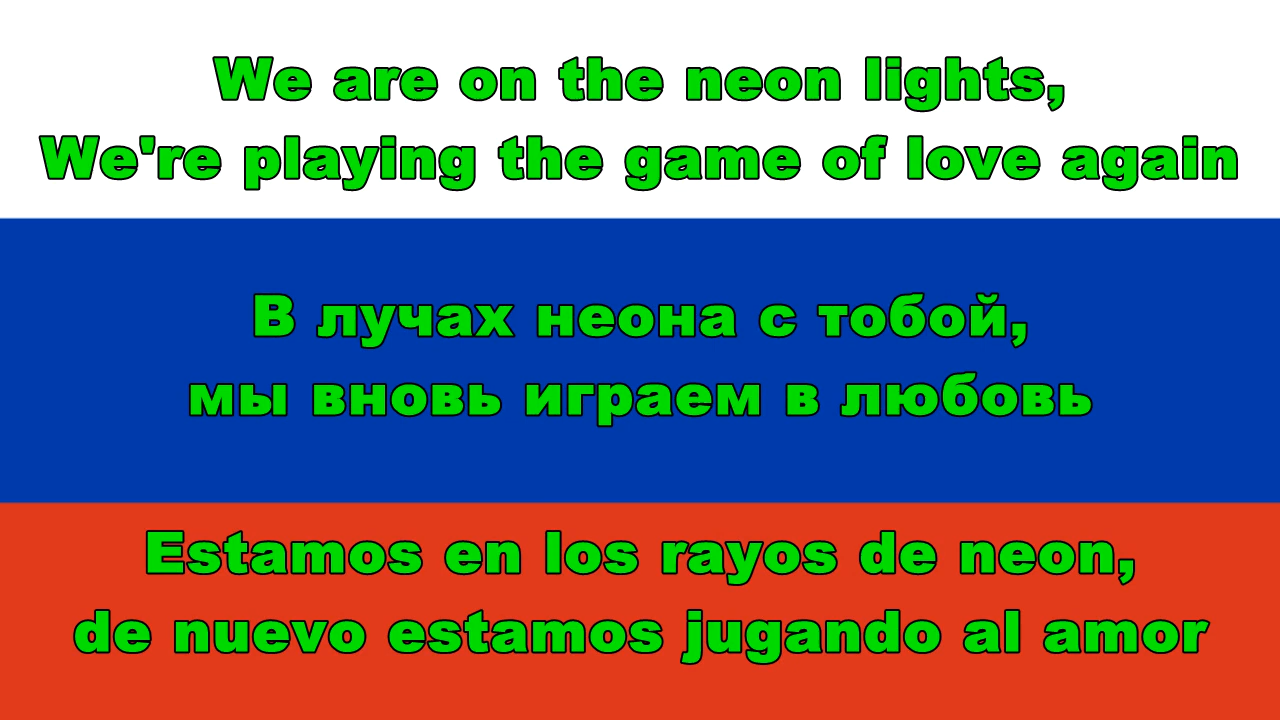 We are on the neon lights,
We're playing the game of love again
В лучах неона с тобой,
мы вновь играем в любовь
Estamos en los rayos de neon,
de nuevo estamos jugando al amor